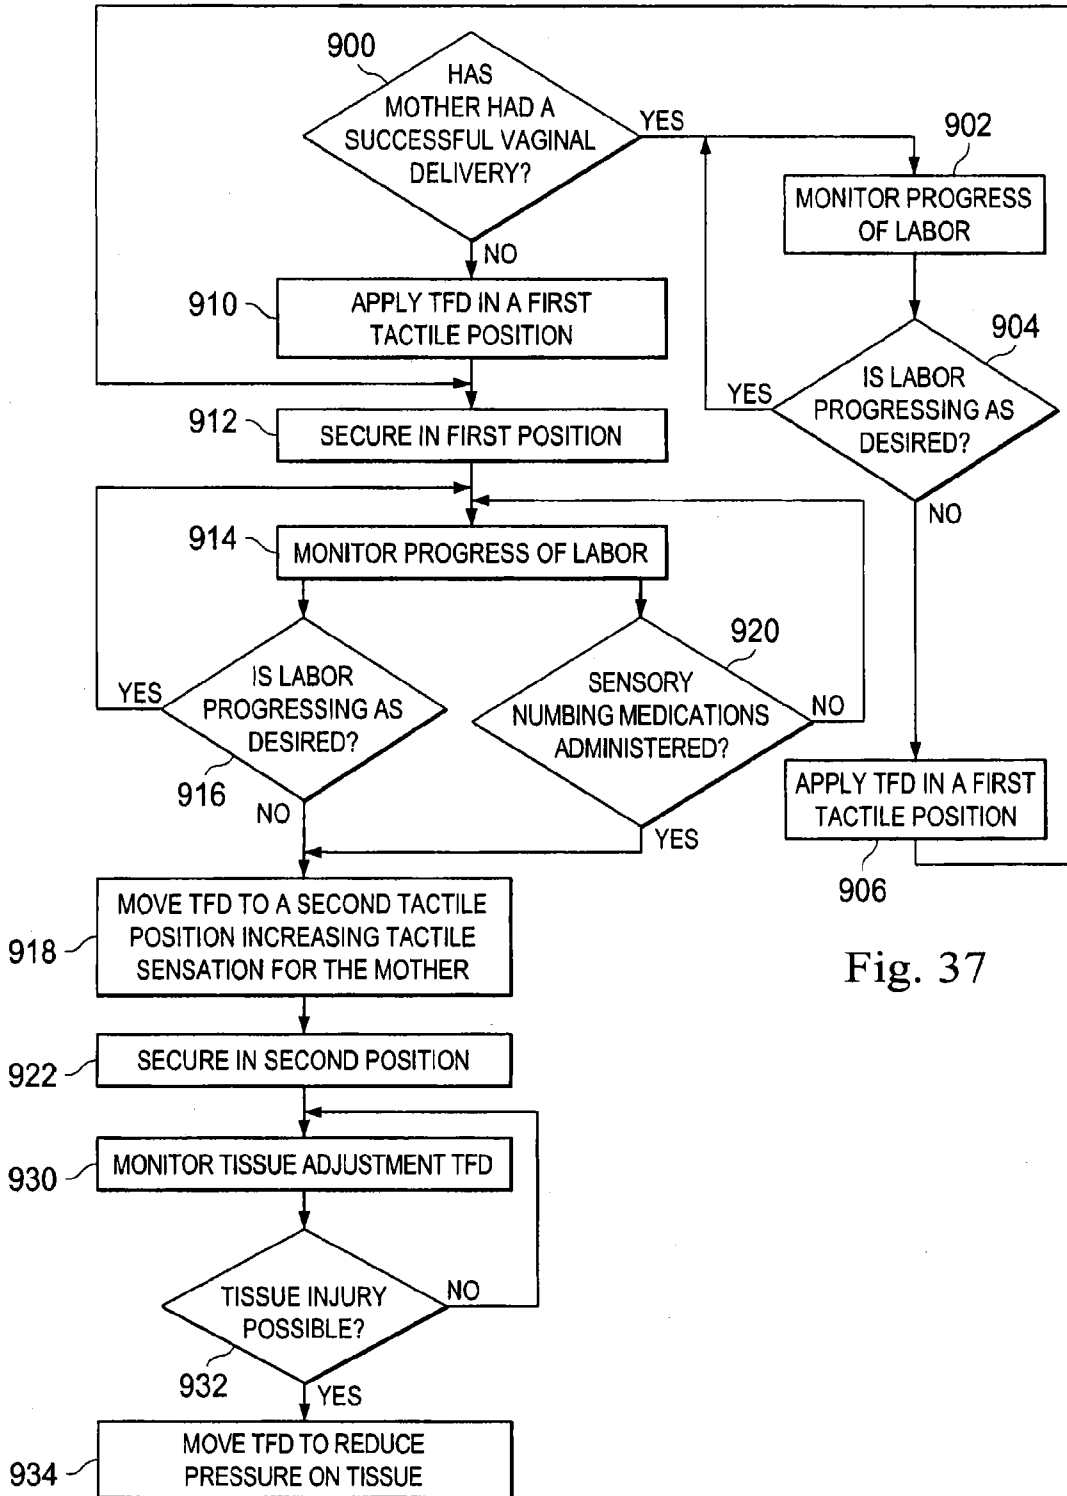 900
HAS
MOTHER HAD A
SUCCESSFUL VAGINAL
DELIVERY?
YES
NO
902
MONITOR PROGRESS
OF LABOR
904
IS LABOR
PROGRESSING AS
DESIRED?
YES
NO
910
APPLY TFD IN A FIRST
TACTILE POSITION
912
SECURE IN FIRST POSITION
914
MONITOR PROGRESS OF LABOR
IS LABOR
PROGRESSING AS
DESIRED?
YES
916
NO
920
SENSORY
NUMBING MEDICATIONS
ADMINISTERED?
NO
YES
APPLY TFD IN A FIRST
TACTILE POSITION
906
918
MOVE TFD TO A SECOND TACTILE
POSITION INCREASING TACTILE
SENSATION FOR THE MOTHER
Fig. 37
922
SECURE IN SECOND POSITION
930
MONITOR TISSUE ADJUSTMENT TFD
TISSUE INJURY
POSSIBLE?
NO
932
YES
934
MOVE TFD TO REDUCE
PRESSURE ON TISSUE